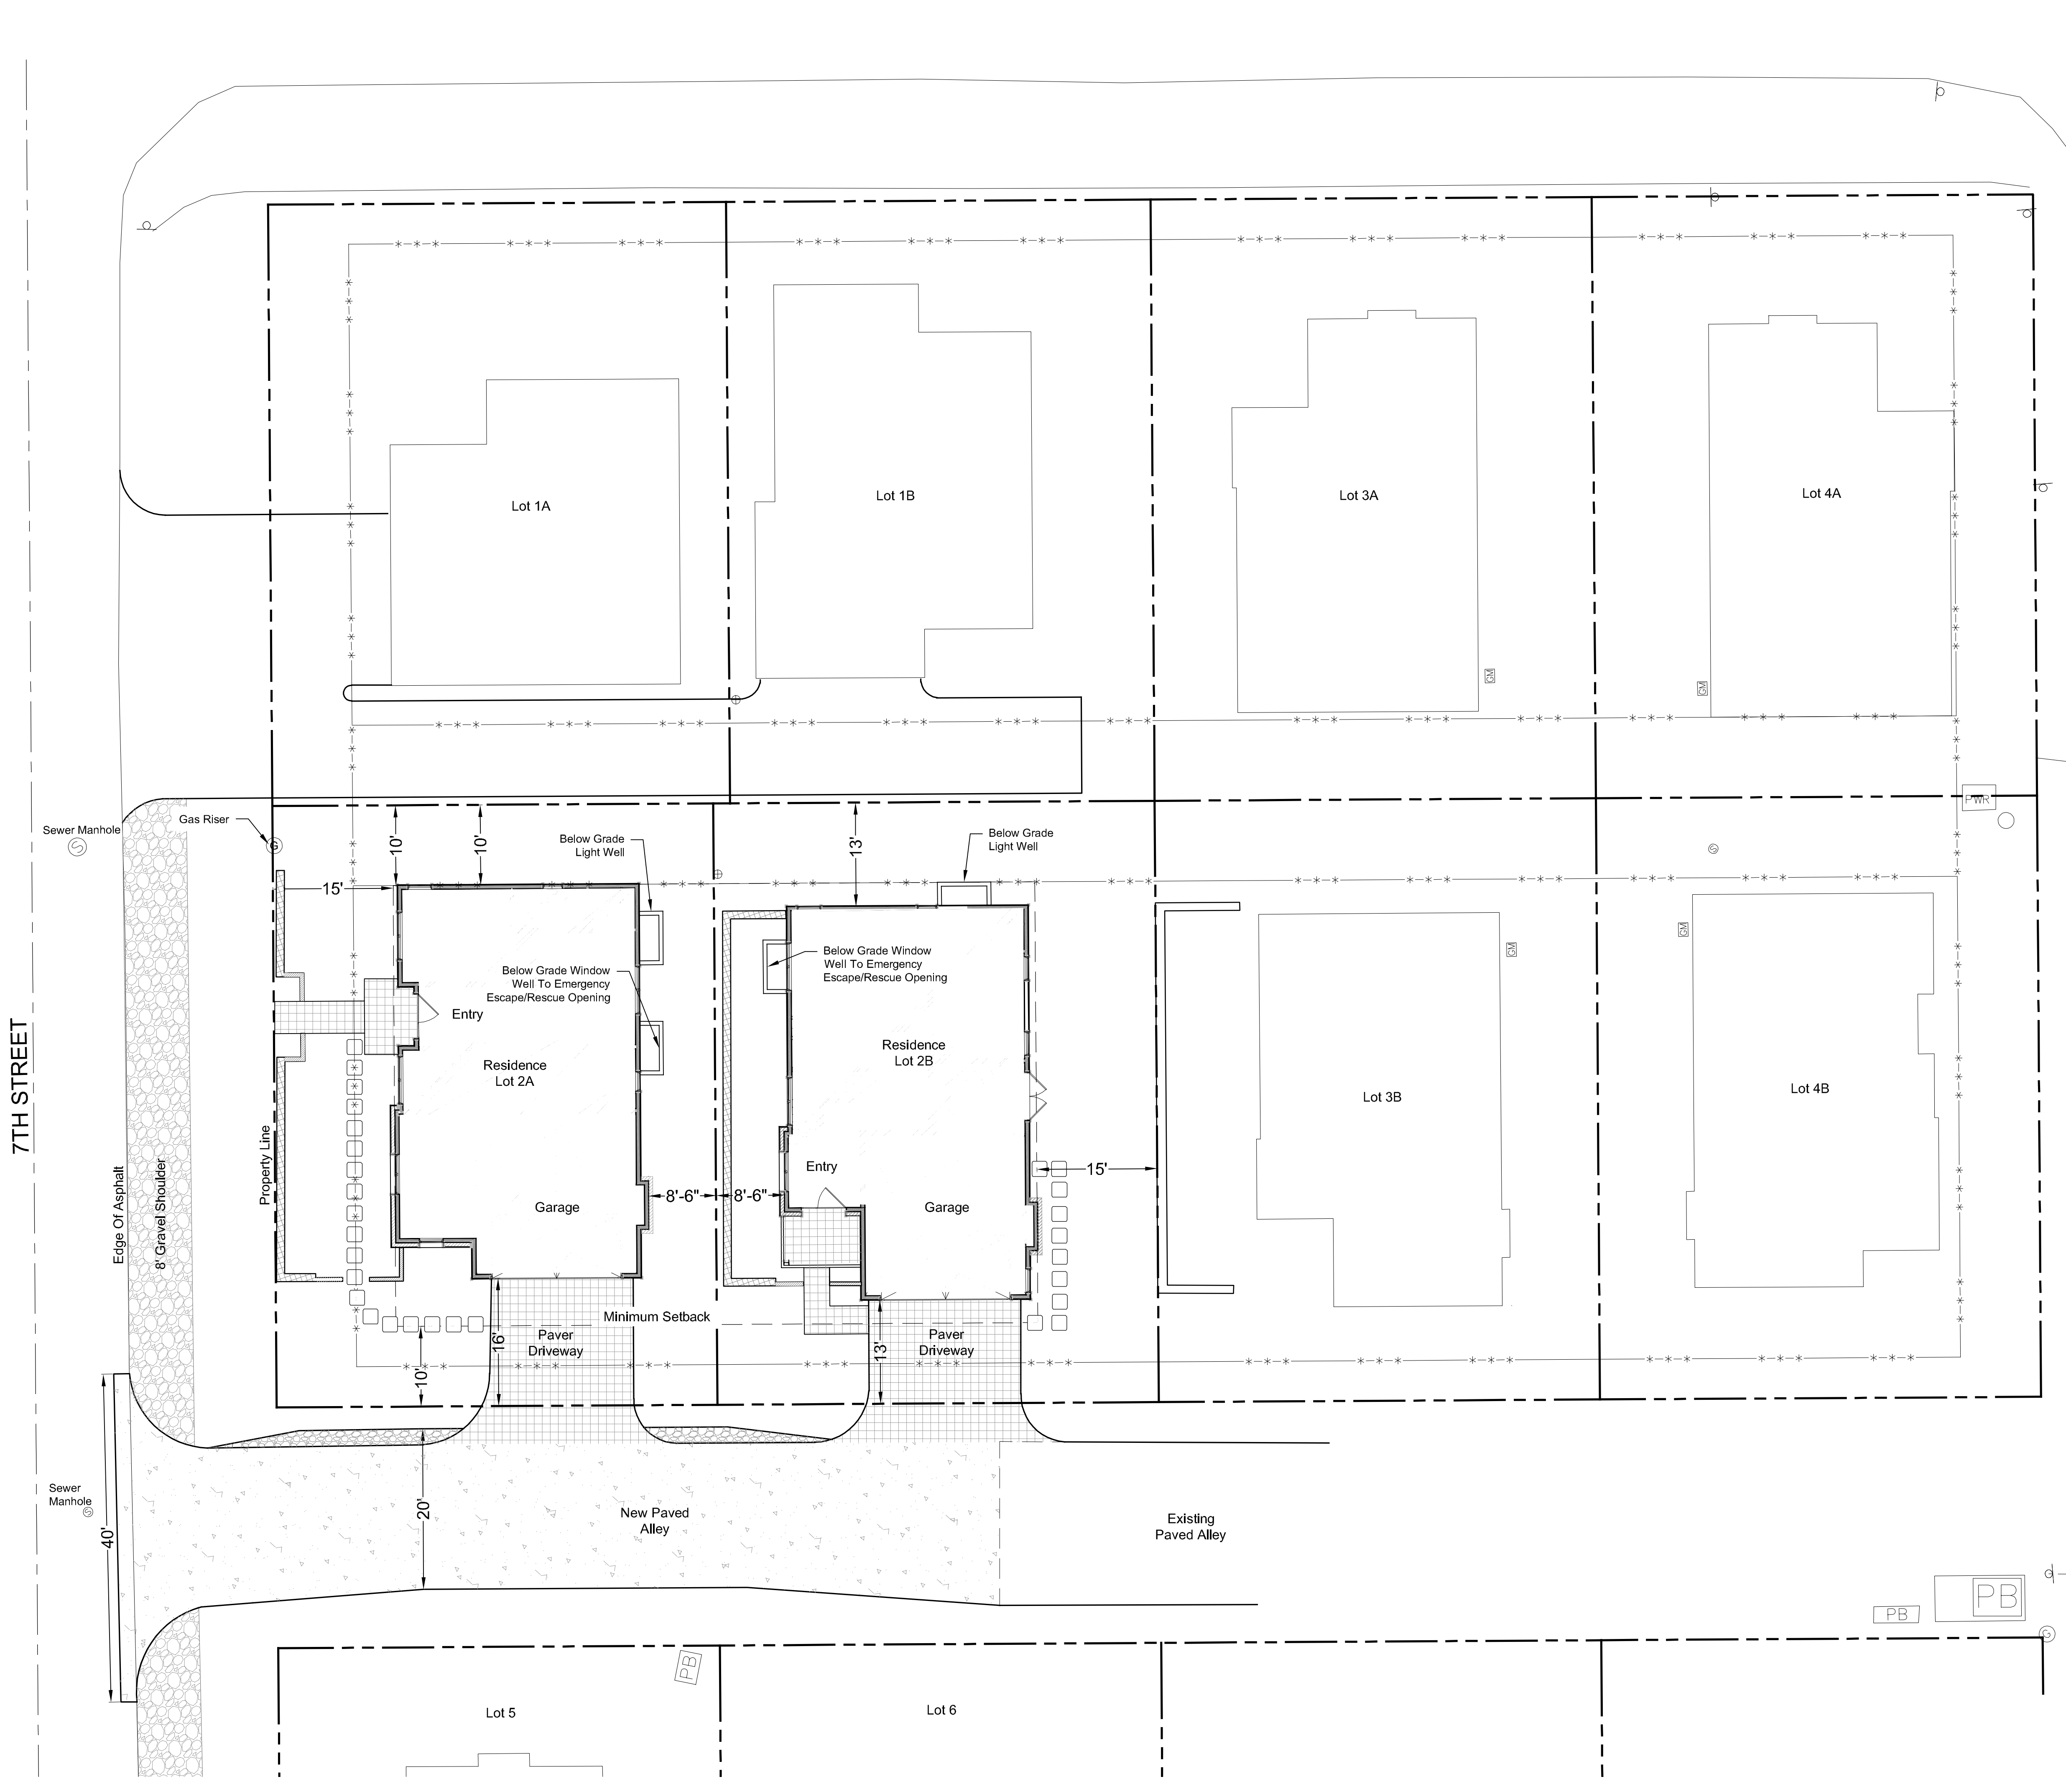 Lot 1A
Lot 1B
Lot 3A
Lot 4A
GM
GM
PWR
Sewer Manhole
S
Gas Riser
G
10'
10'
13'
Below Grade
Light Well
Below Grade
Light Well
S
15'
GM
GM
Below Grade Window
Well To Emergency
Escape/Rescue Opening
Below Grade Window
Well To Emergency
Escape/Rescue Opening
Entry
Residence
Lot 2A
Residence
Lot 2B
Lot 3B
Lot 4B
7TH STREET
Edge Of Asphalt
8' Gravel Shoulder
Property Line
Entry
15'
8'-6"
8'-6"
Garage
Garage
Minimum Setback
16'
Paver
Driveway
13'
Paver
Driveway
10'
Sewer
Manhole
S
40'
20'
New Paved
Alley
Existing
Paved Alley
PB
PB
G
PB
Lot 5
Lot 6